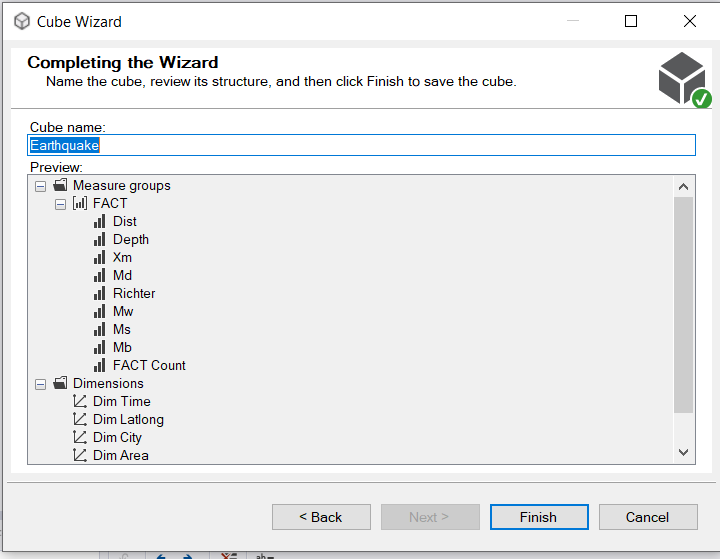 Cube Wizard
Completing the Wizard
Name the cube, review its structure, and then click Finish to save the cube.
Cube name:
Earthquake
Preview:
Measure groups
FACT
Dist
Depth
Xm
Md
Richter
Mw
Ms
Mb
FACT Count
Dimensions
Dim Time
Dim Latlong
Dim City
Dim Area
< Back
Next >
Finish
Cancel